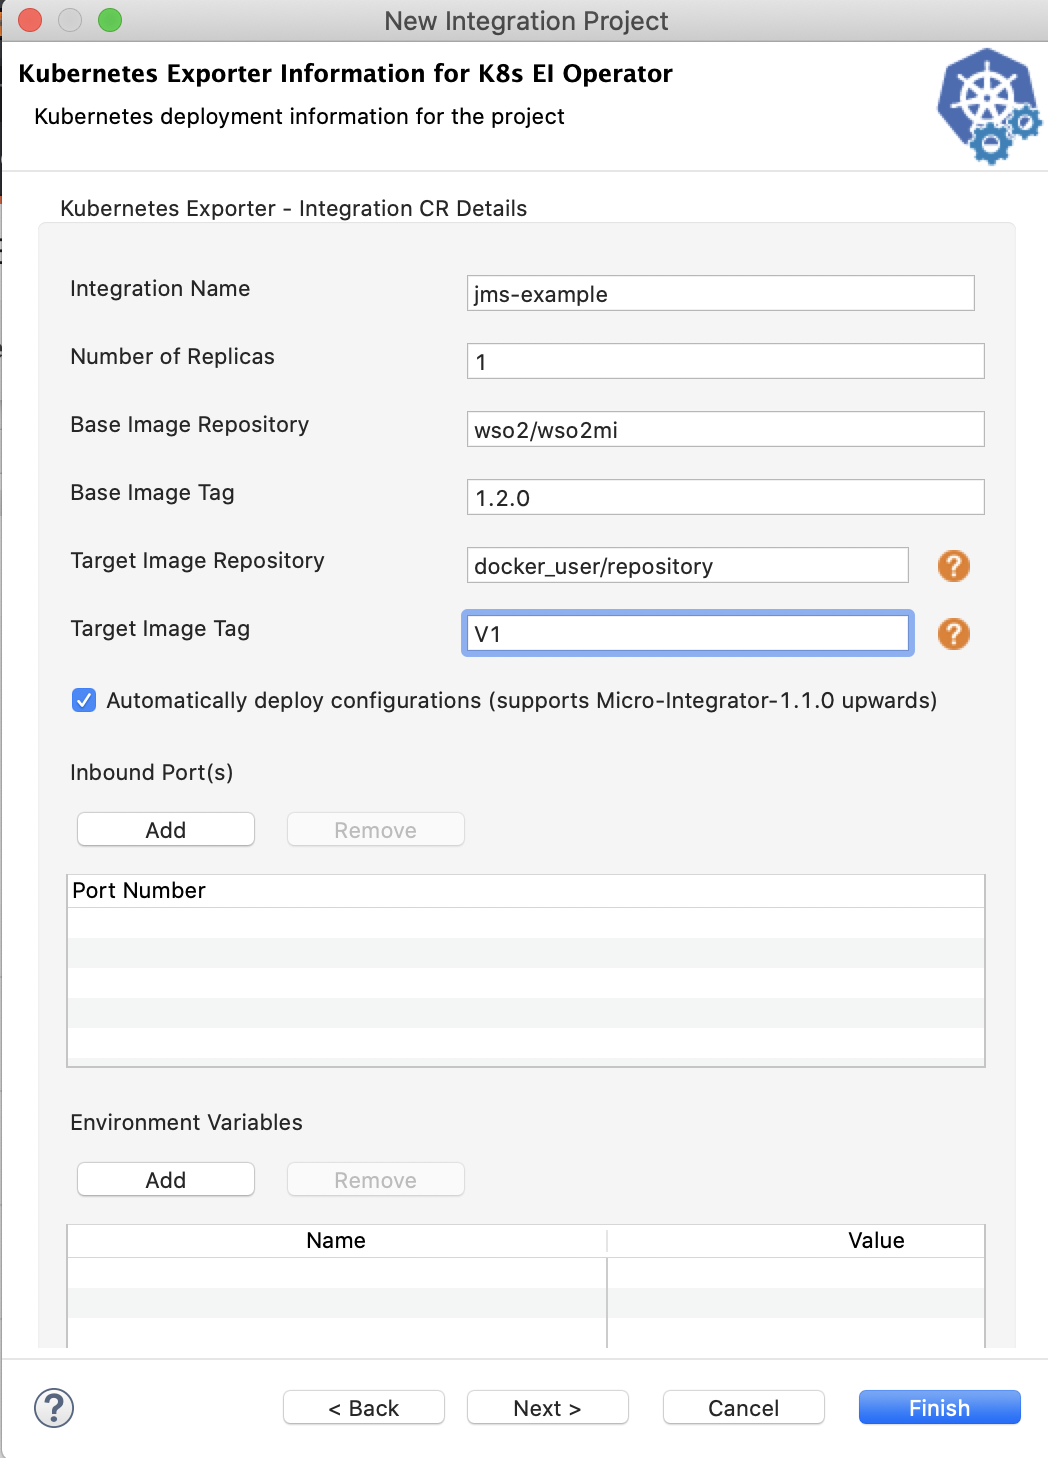 New Integration Project
Kubernetes Exporter Information for K8s EI Operator
Kubernetes deployment information for the project
Kubernetes Exporter - Integration CR Details
Integration Name
jms-example
Number of Replicas
1
Base Image Repository
wso2/wso2mi
Base Image Tag
1.2.0
Target Image Repository
docker_user/repository
?
Target Image Tag
V1
?
Automatically deploy configurations (supports Micro-Integrator-1.1.0 upwards)
Inbound Port(s)
Add Remove
Port Number
Environment Variables
Add Remove
Name Value
? < Back Next > Cancel Finish